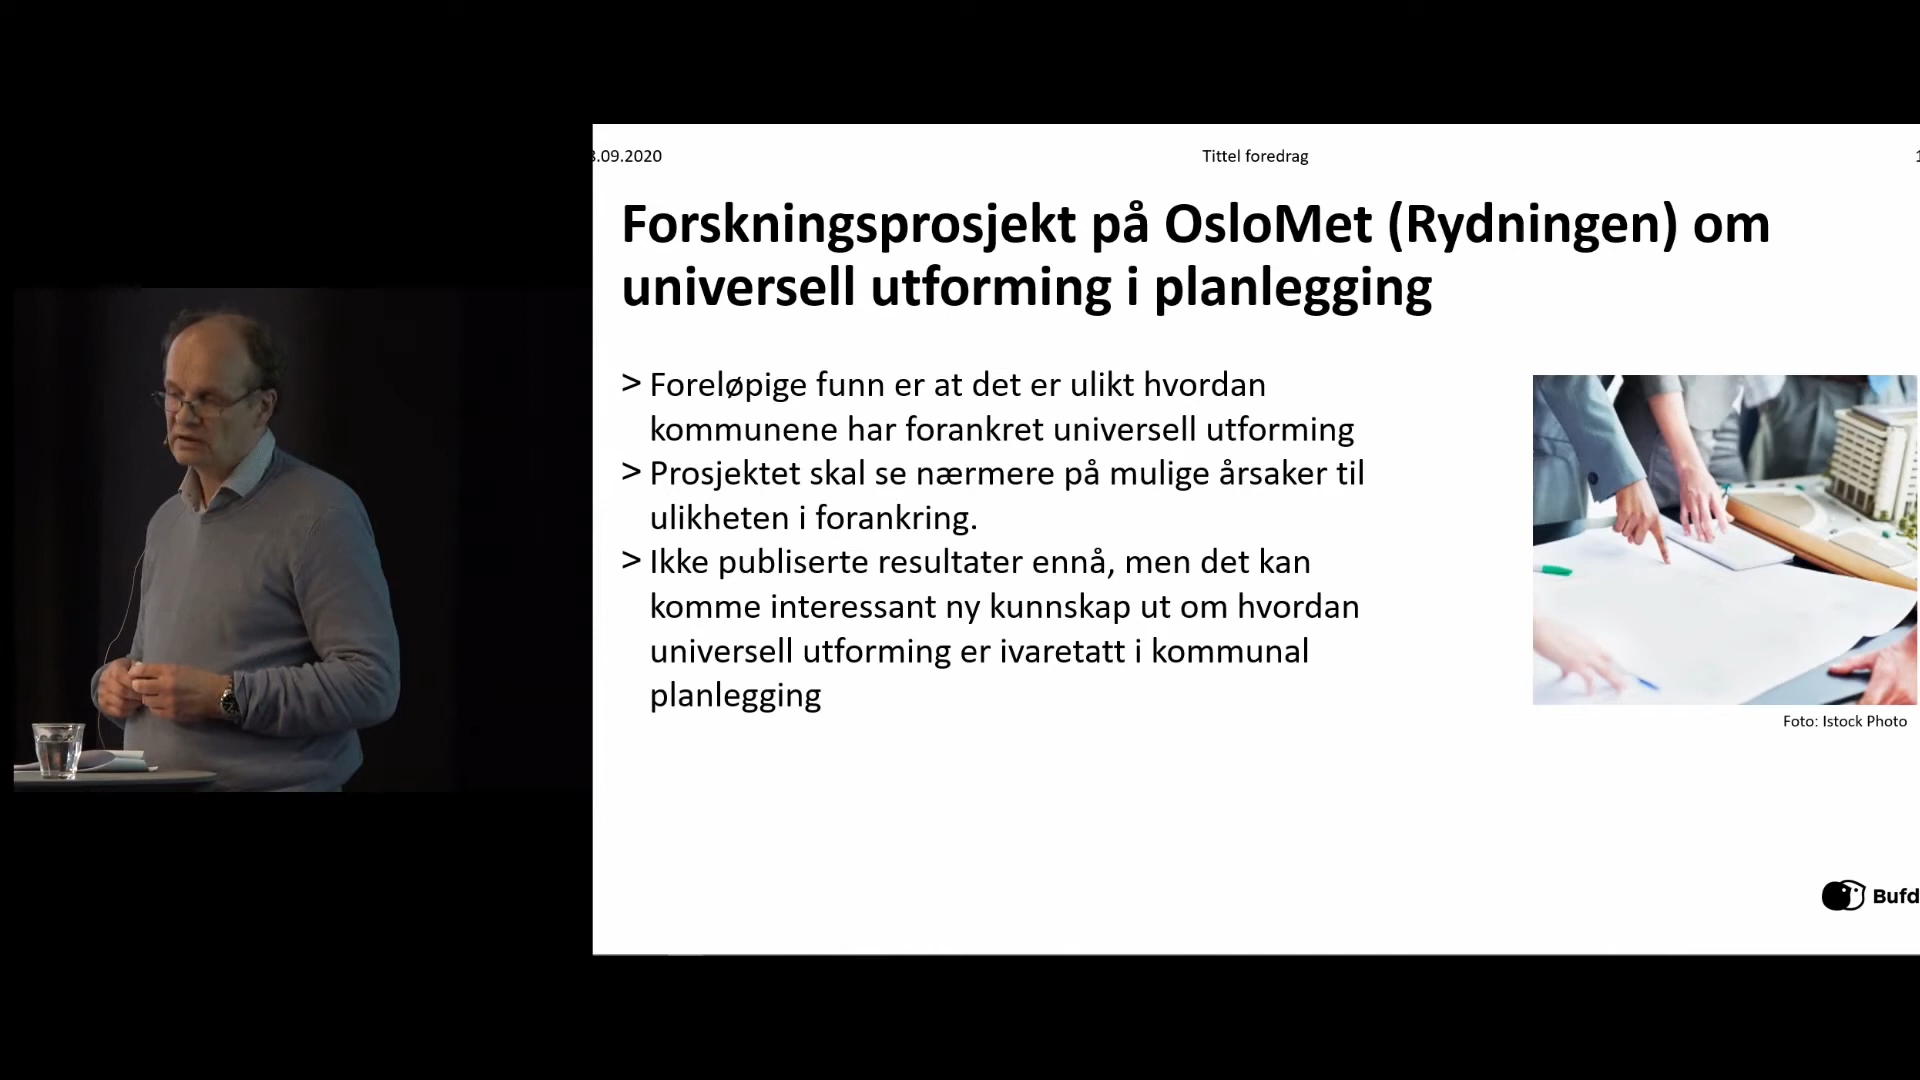 .09.2020
Tittel foredrag
Forskningsprosjekt på OsloMet (Rydningen) om
universell utforming i planlegging
> Foreløpige funn er at det er ulikt hvordan
kommunene har forankret universell utforming
> Prosjektet skal se nærmere på mulige årsaker til
ulikheten i forankring.
> Ikke publiserte resultater ennå, men det kan
komme interessant ny kunnskap ut om hvordan
universell utforming er ivaretatt i kommunal
planlegging
Foto: Istock Photo
Bufd